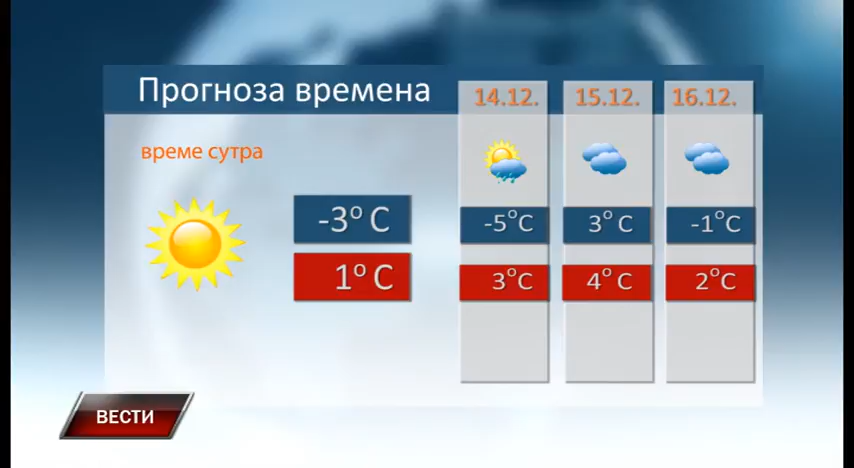 Прогноза времена
време сутра
-3° C
1° C
14.12.
-5°C
3°C
15.12.
3°C
4°C
16.12.
-1°C
2°C
ВЕСТИ